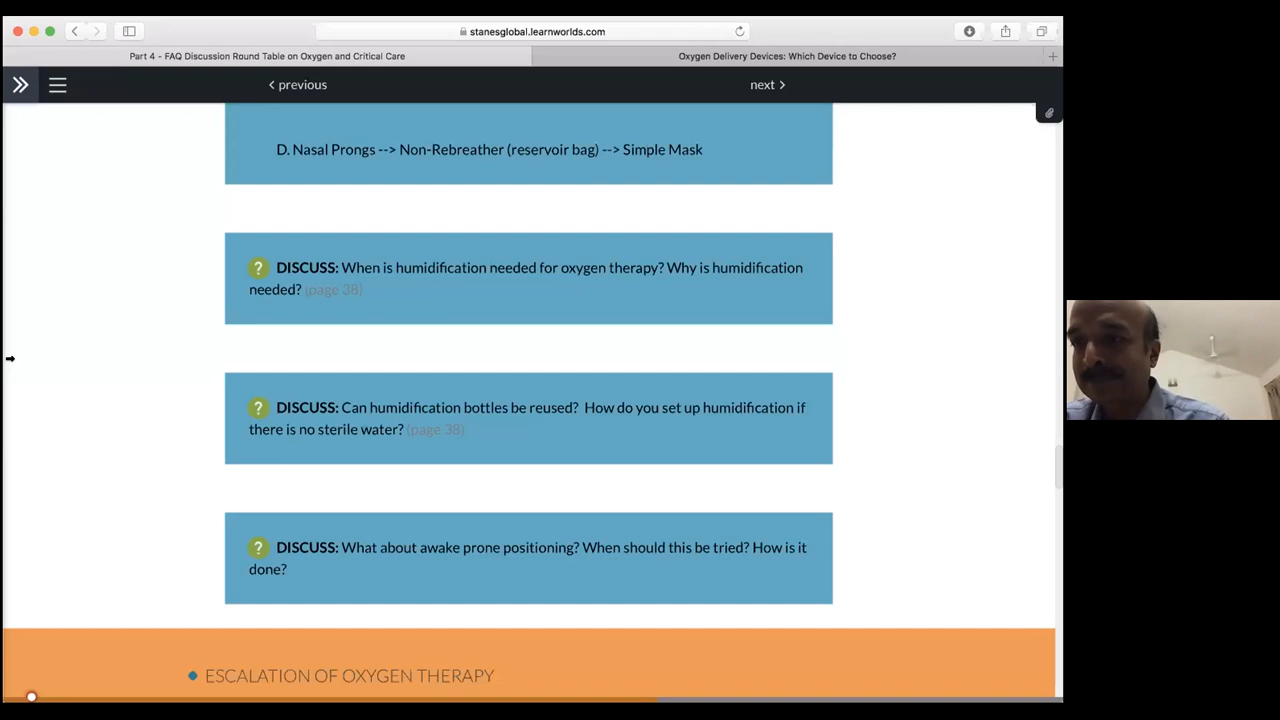 stanesglobal.learnworlds.com
Part 4 - FAQ Discussion Round Table on Oxygen and Critical Care
Oxygen Delivery Devices: Which Device to Choose?
previous
next
D. Nasal Prongs --> Non-Rebreather (reservoir bag) --> Simple Mask
? DISCUSS: When is humidification needed for oxygen therapy? Why is humidification
needed? (page 38)
? DISCUSS: Can humidification bottles be reused?  How do you set up humidification if
there is no sterile water? (page 38)
? DISCUSS: What about awake prone positioning? When should this be tried? How is it
done?
ESCALATION OF OXYGEN THERAPY